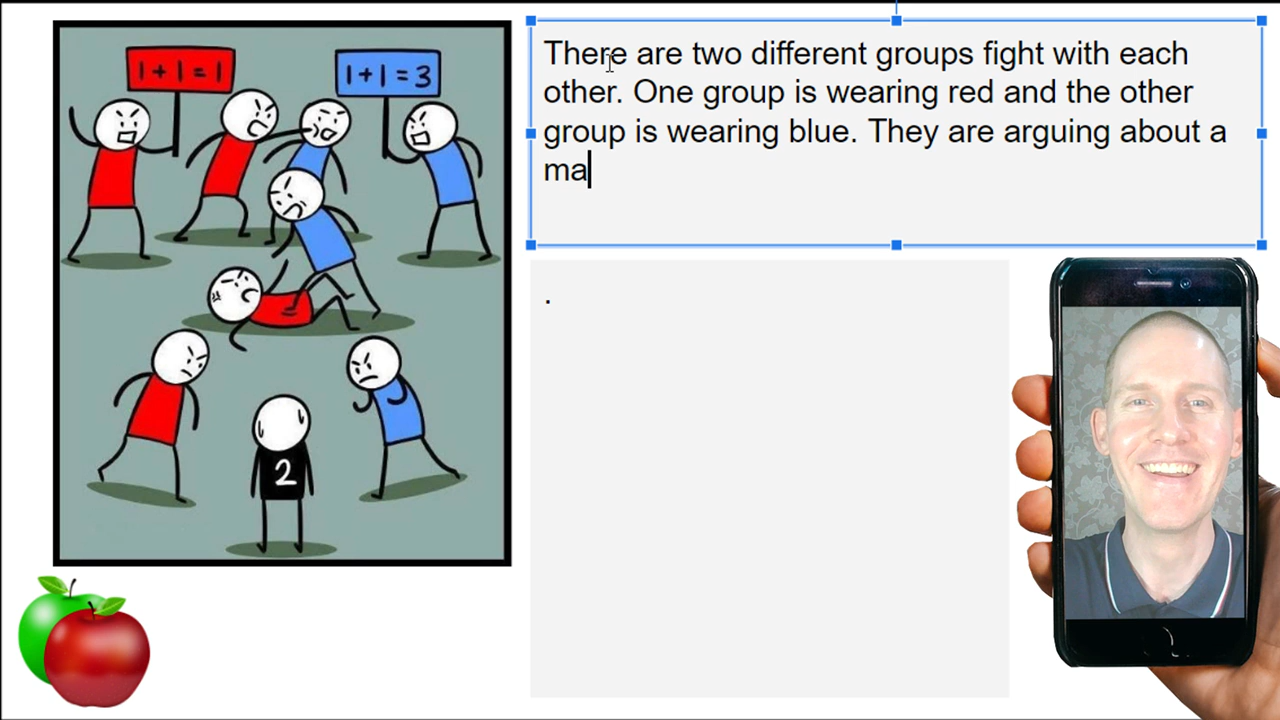 1+1=1
1+1=3
2
There are two different groups fight with each
other. One group is wearing red and the other
group is wearing blue. They are arguing about a
ma
.